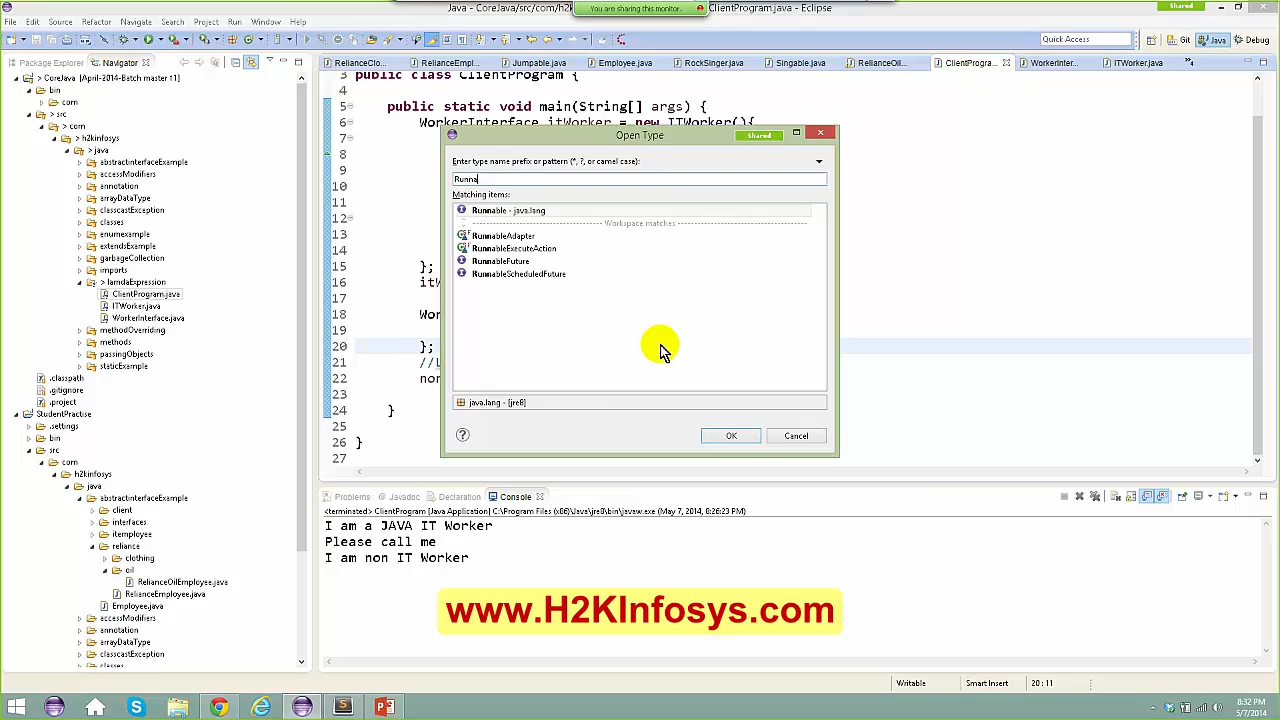 Java - CoreJava/src/com/h2k
You are sharing this monitor.
ClientProgram.java - Eclipse
Shared
File Edit Source Refactor Navigate Search Project Run Window Help
Quick Access
Git
Java
Debug
Package Explorer
Navigator
RelianceClo...
RelianceEmpl...
Jumpable.java
Employee.java
RockSinger.java
Singable.java
RelianceOil...
ClientProgra...
WorkerInter...
ITWorker.java
> CoreJava [April-2014-Batch master ↑1]
bin
com
> src
> com
> h2kinfosys
> java
abstractinterfaceExample
accessModifiers
annotation
arrayDataType
classcastException
classes
enumexample
extendsExample
garbageCollection
imports
> lamdaExpression
ClientProgram.java
ITWorker.java
WorkerInterface.java
methodOverriding
methods
passingObjects
staticExample
.classpath
.gitignore
.project
StudentPractise
.settings
bin
src
com
h2kinfosys
java
abstractinterfaceExample
client
interfaces
itemployee
reliance
clothing
oil
RelianceOilEmployee.java
RelianceEmployee.java
Employee.java
accessModifiers
annotation
arrayDataType
classcastException
classes
3 public class ClientProgram {
4
5 public static void main(String[] args) {
6 WorkerInterface itWorker = new ITWorker(){
7
8
9
10
11
12
13
14
15 };
16 itW
17
18 Wor
19
20 };
21 //L
22 non
23
24 }
25
26 }
27
Open Type
Shared
Enter type name prefix or pattern (*, ?, or camel case):
Runna
Matching items:
Runnable - java.lang
Workspace matches
RunnableAdapter
RunnableExecuteAction
RunnableFuture
RunnableScheduledFuture
java.lang - [jre8]
OK
Cancel
Problems
Javadoc
Declaration
Console
<terminated> ClientProgram [Java Application] C:\Program Files (x86)\Java\jre8\bin\javaw.exe (May 7, 2014, 8:26:23 PM)
I am a JAVA IT Worker
Please call me
I am non IT Worker
www.H2KInfosys.com
Writable
Smart Insert
20 : 11
8:32 PM
5/7/2014